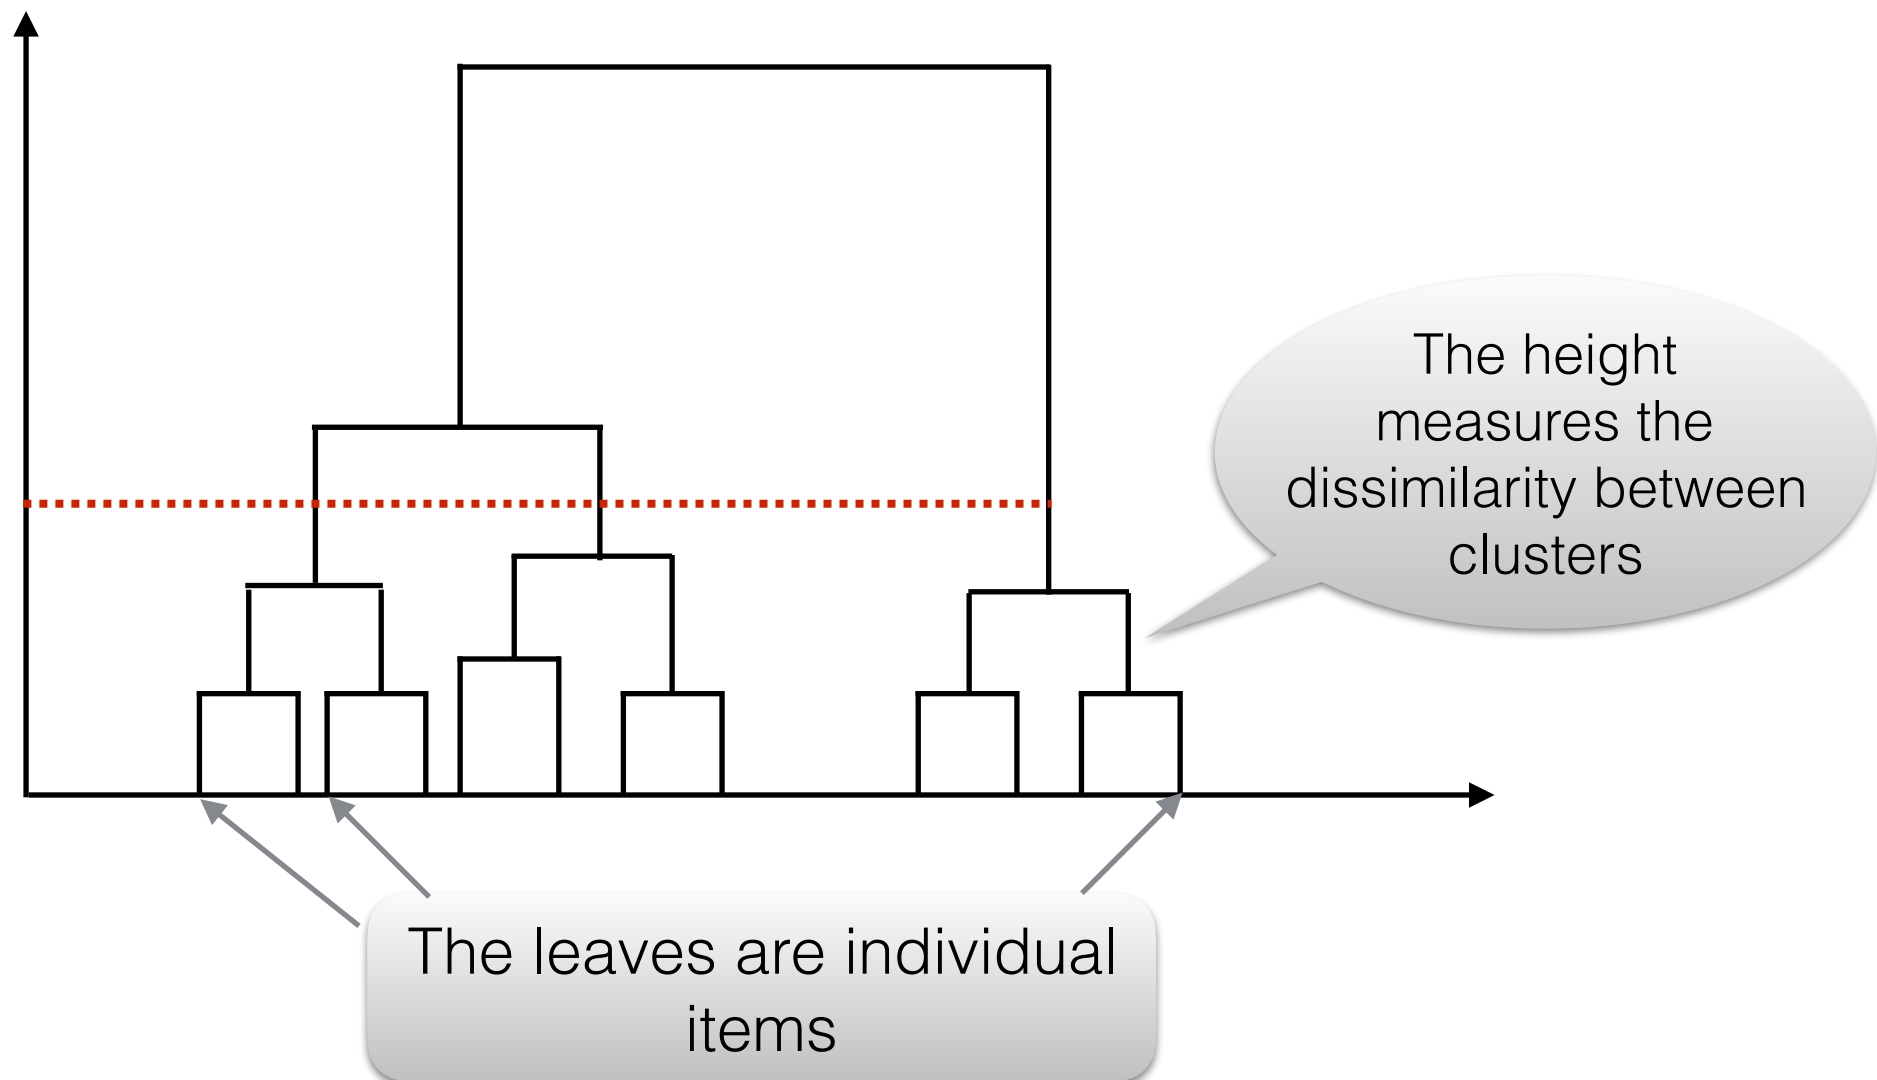 The height
measures the
dissimilarity between
clusters
The leaves are individual
items